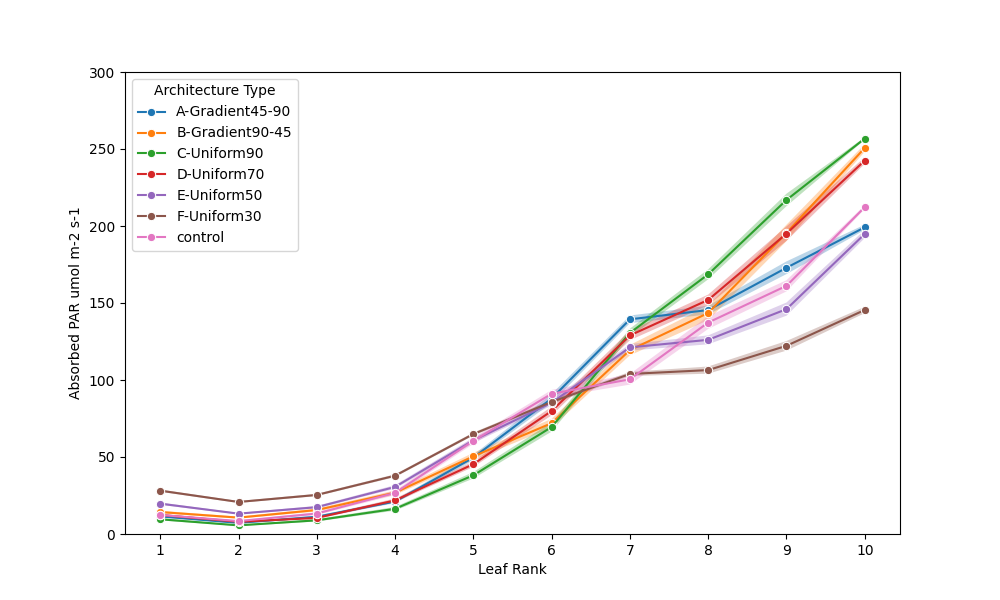 300
250
200
150
100
50
0
Absorbed PAR umol m-2 s-1
Architecture Type
A-Gradient45-90
B-Gradient90-45
C-Uniform90
D-Uniform70
E-Uniform50
F-Uniform30
control
1 2 3 4 5 6 7 8 9 10
Leaf Rank